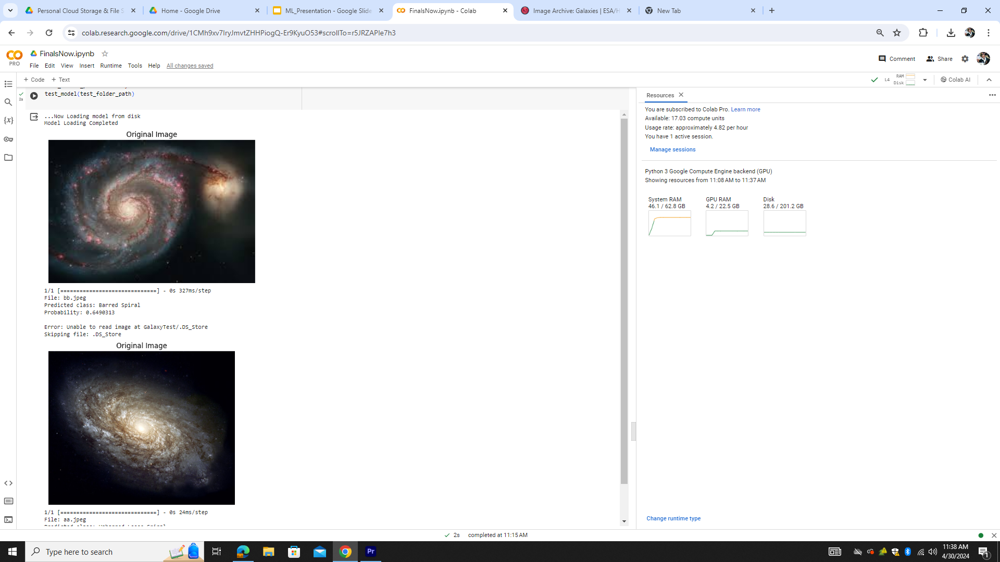 Personal Cloud Storage & File S
Home - Google Drive
ML_Presentation - Google Slide
FinalsNow.ipynb - Colab
Image Archive: Galaxies | ESA/H
New Tab
colab.research.google.com/drive/1CMh9xv7IryJmvtZHHPiogQ-Er9KyuO53#scrollTo=r5JRZAPIe7h3
CO
PRO
FinalsNow.ipynb
File Edit View Insert Runtime Tools Help All changes saved
Comment
Share
+ Code + Text
L4
RAM
Disk
Colab AI
2s
test_model(test_folder_path)
{x}
...Now Loading model from disk
Model Loading Completed
Original Image
1/1 [==============================] - 0s 327ms/step
File: bb.jpeg
Predicted class: Barred Spiral
Probability: 0.6490313
Error: Unable to read image at GalaxyTest/.DS_Store
Skipping file: .DS_Store
Original Image
1/1 [==============================] - 0s 24ms/step
File: aa.jpeg
Resources
You are subscribed to Colab Pro. Learn more
Available: 17.03 compute units
Usage rate: approximately 4.82 per hour
You have 1 active session.
Manage sessions
Python 3 Google Compute Engine backend (GPU)
Showing resources from 11:08 AM to 11:37 AM
System RAM
46.1 / 62.8 GB
GPU RAM
4.2 / 22.5 GB
Disk
28.6 / 201.2 GB
Change runtime type
2s completed at 11:15 AM
Type here to search
Pr
11:38 AM
4/30/2024
1